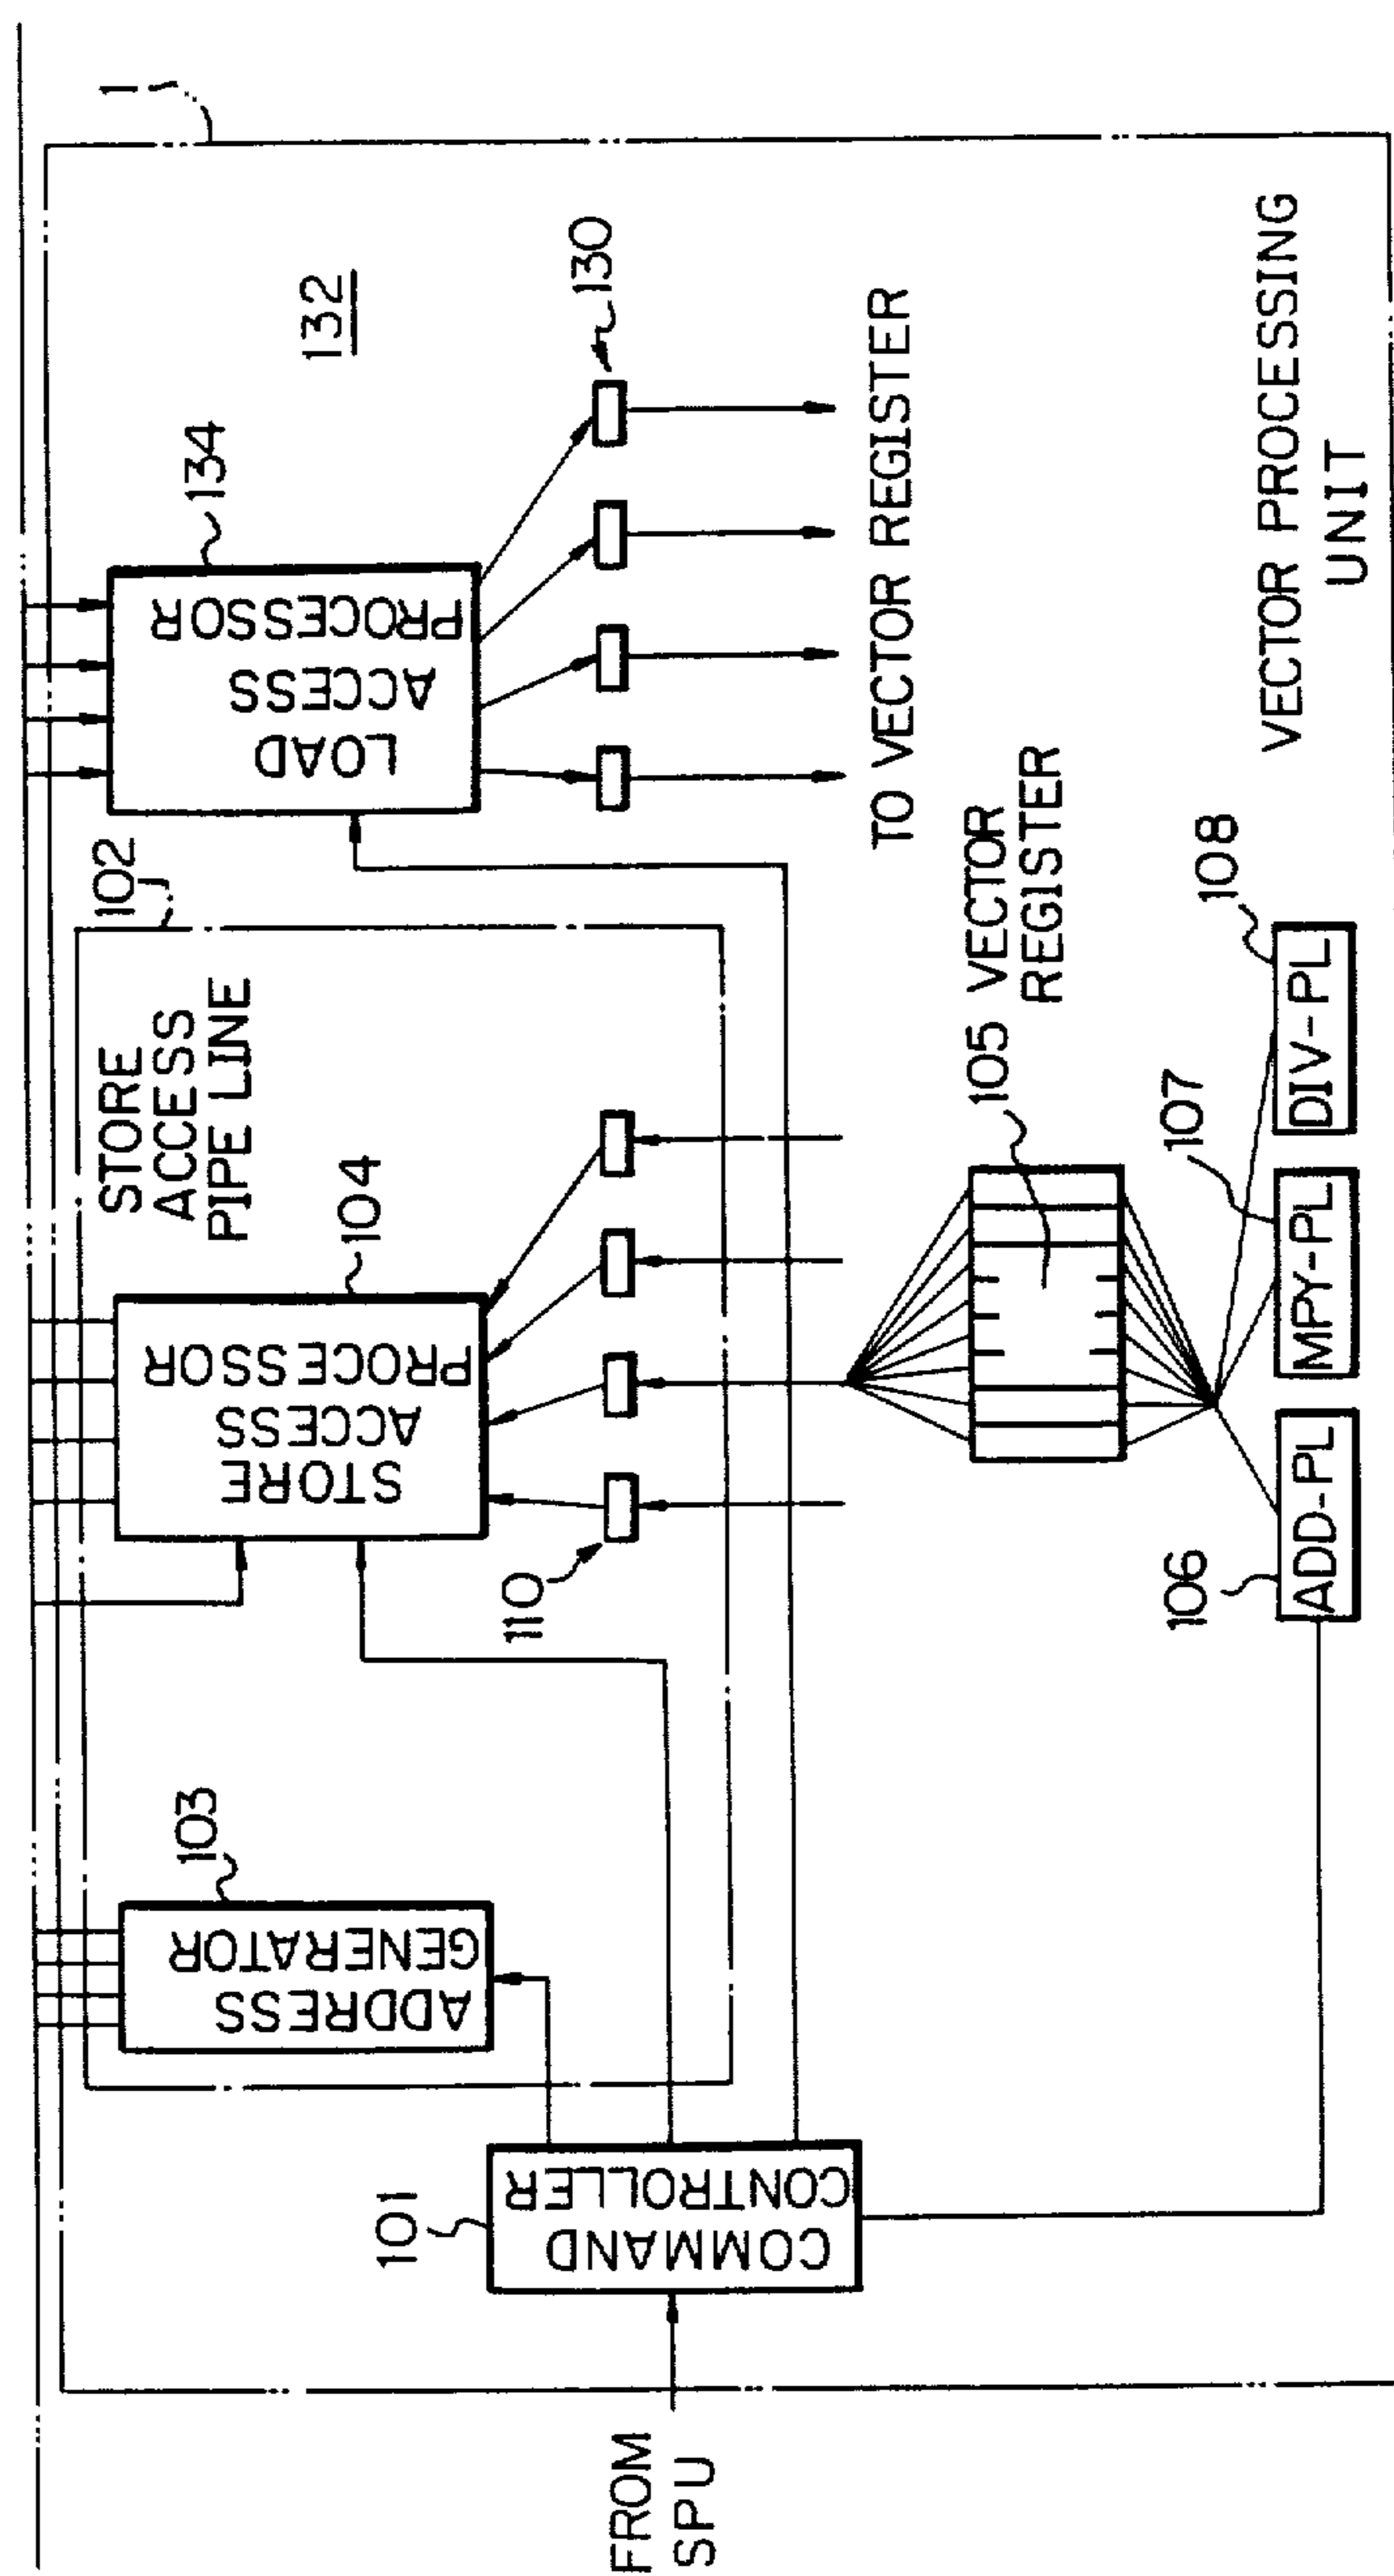 1
132
134
LOAD
ACCESS
PROCESSOR
130
TO VECTOR REGISTER
102
STORE
ACCESS
PIPE LINE
104
STORE
ACCESS
PROCESSOR
110
103
ADDRESS
GENERATOR
101
COMMAND
CONTROLLER
FROM
SPU
105 VECTOR
REGISTER
106
ADD-PL
107
MPY-PL
108
DIV-PL
VECTOR PROCESSING
UNIT